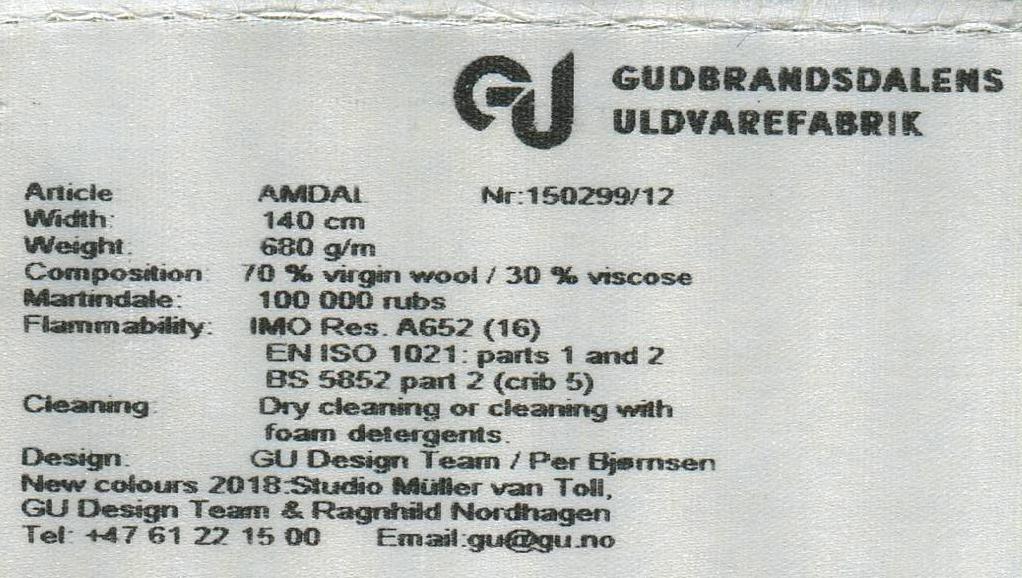 GU GUDBRANDSDALENS
ULDVAREFABRIK
Article AMDAL Nr:150299/12
Width: 140 cm
Weight: 680 g/m
Composition: 70 % virgin wool / 30 % viscose
Martindale: 100 000 rubs
Flammability: IMO Res. A652 (16)
EN ISO 1021: parts 1 and 2
BS 5852 part 2 (crib 5)
Cleaning: Dry cleaning or cleaning with
foam detergents.
Design: GU Design Team / Per Bjørnsen
New colours 2018:Studio Müller van Toll,
GU Design Team & Ragnhild Nordhagen
Tel: +47 61 22 15 00 Email:gu@gu.no